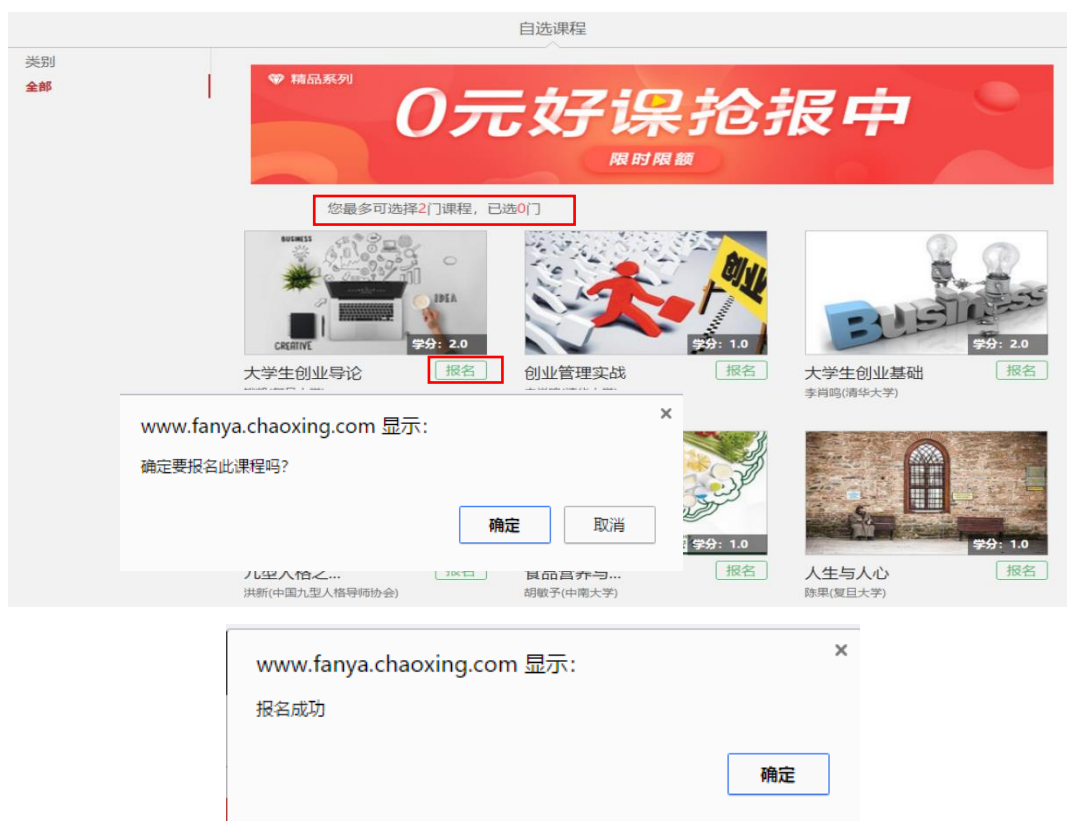 自选课程
类别
全部
精品系列
0元好课抢报中
限时限额
您最多可选择2门课程，已选0门
BUSINESS
IDEA
CREATIVE
学分：2.0
创业
学分：1.0
Business
学分：2.0
大学生创业导论
报名
创业管理实战
报名
大学生创业基础
报名
李肖鸣(清华大学)
www.fanya.chaoxing.com 显示：
×
确定要报名此课程吗？
确定
取消
学分：1.0
学分：1.0
九型人格之...
报名
食品营养与...
报名
人生与人心
报名
洪新(中国九型人格导师协会)
胡敏予(中南大学)
陈果(复旦大学)
www.fanya.chaoxing.com 显示：
×
报名成功
确定